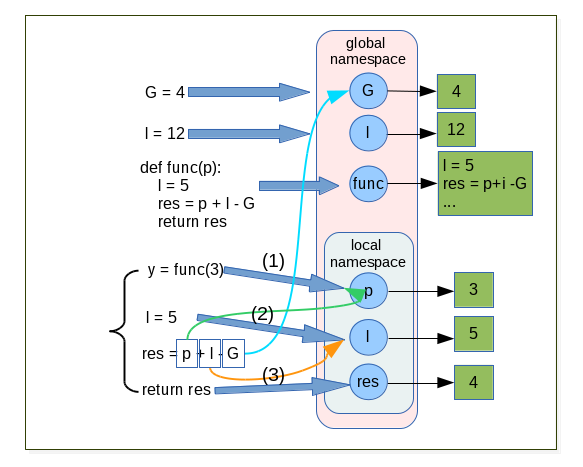 global
namespace
G = 4
G
4
l = 12
l
12
def func(p):
l = 5
res = p + l - G
return res
func
l = 5
res = p+i -G
...
local
namespace
y = func(3)
(1)
p
3
l = 5
(2)
l
5
res = p + l - G
return res
(3)
res
4